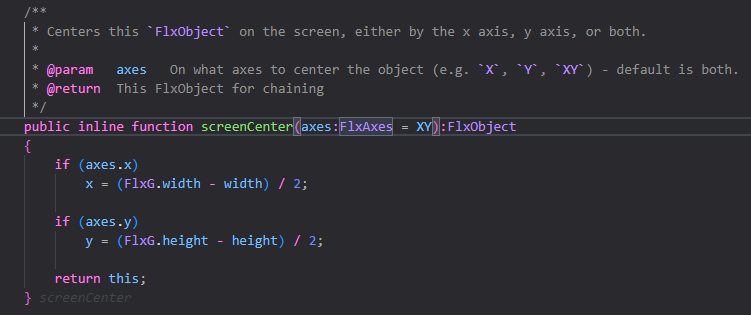 /**
 * Centers this `FlxObject` on the screen, either by the x axis, y axis, or both.
 *
 * @param   axes   On what axes to center the object (e.g. `X`, `Y`, `XY`) - default is both.
 * @return  This FlxObject for chaining
 */
public inline function screenCenter(axes:FlxAxes = XY):FlxObject
{
    if (axes.x)
        x = (FlxG.width - width) / 2;

    if (axes.y)
        y = (FlxG.height - height) / 2;

    return this;
} screenCenter